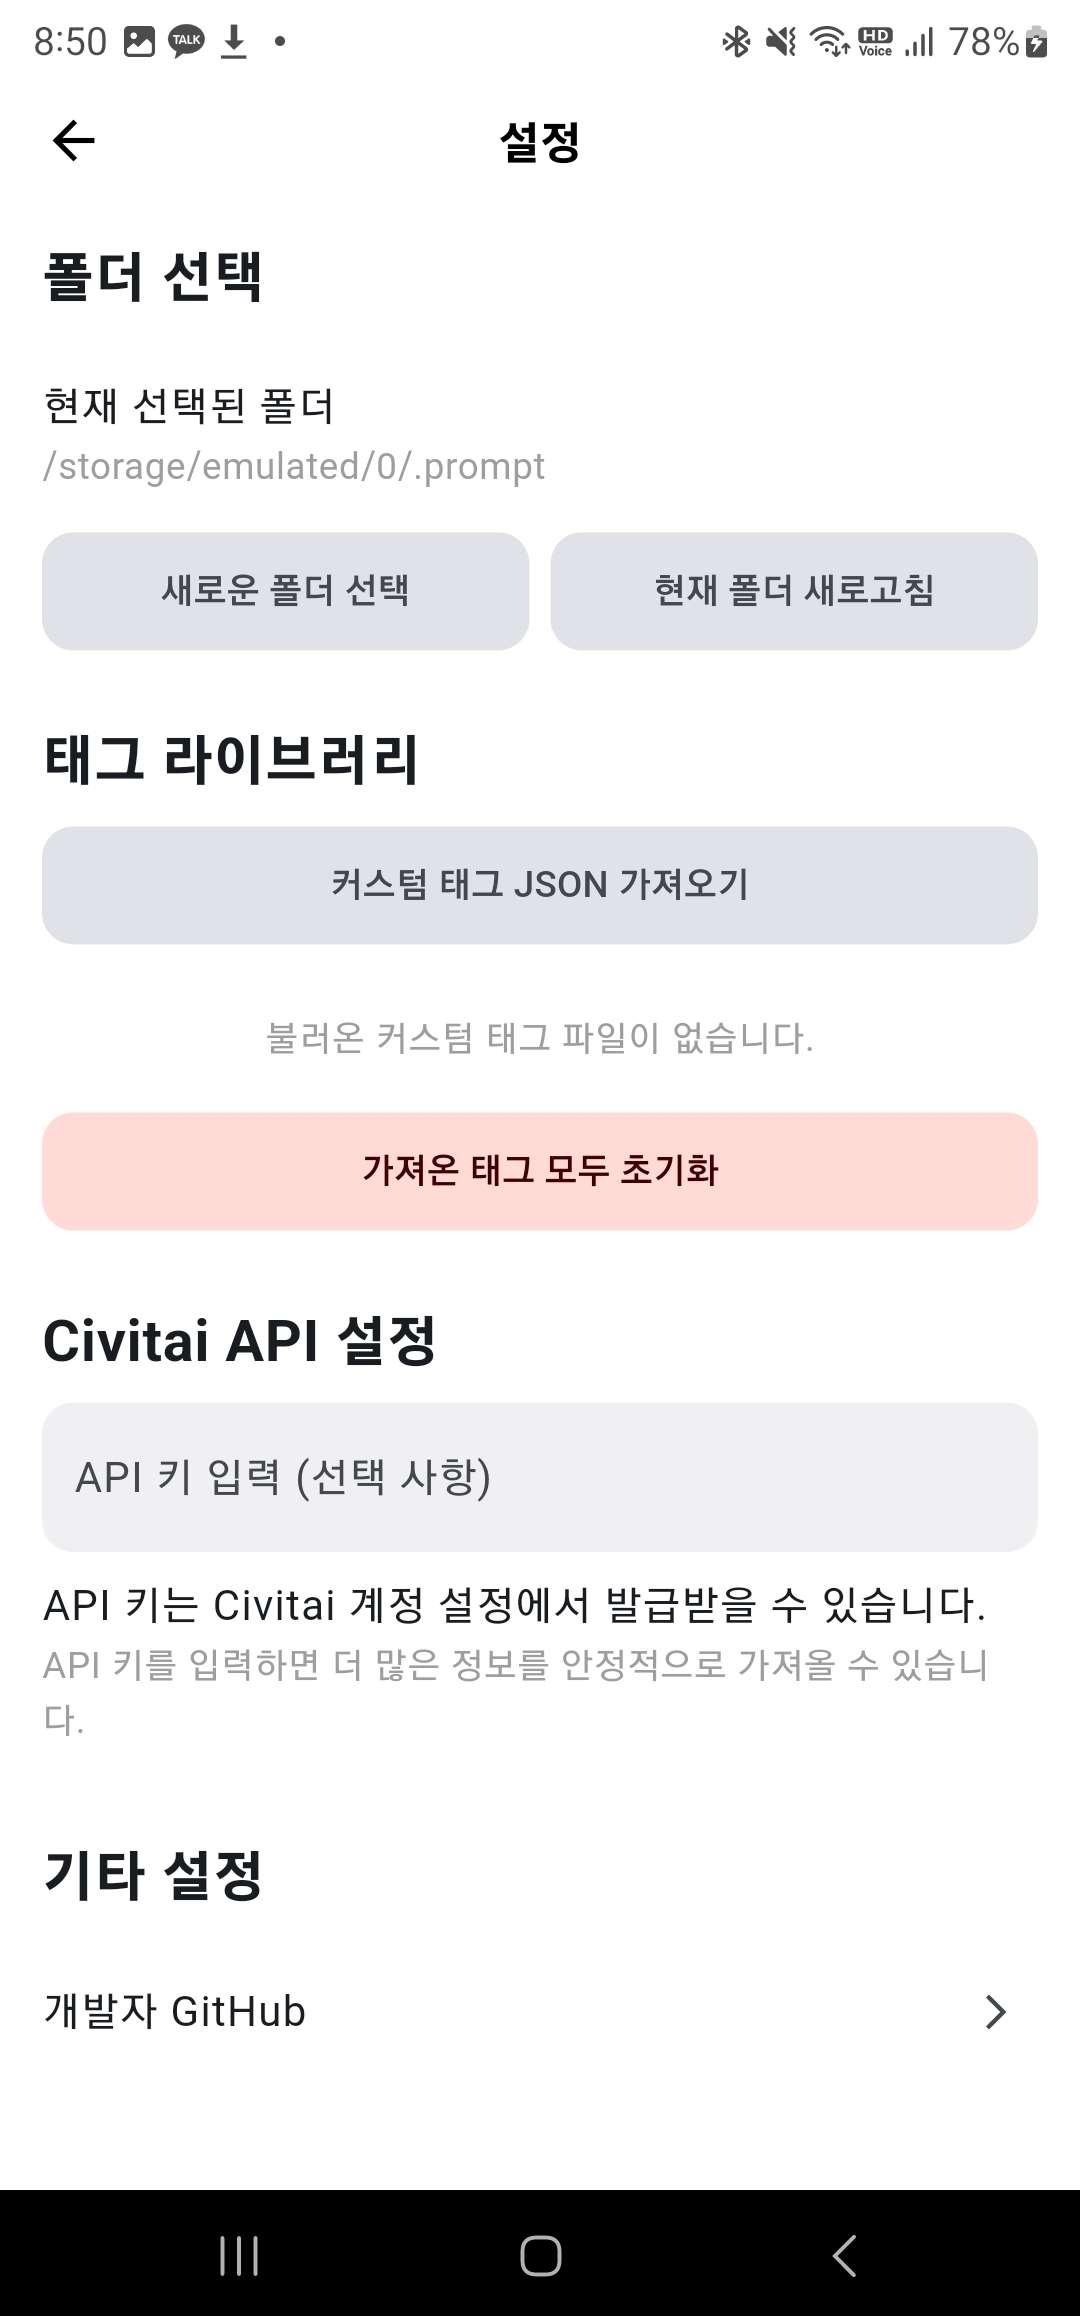 8:50
TALK
HD Voice
78%
설정
폴더 선택
현재 선택된 폴더
/storage/emulated/0/.prompt
새로운 폴더 선택
현재 폴더 새로고침
태그 라이브러리
커스텀 태그 JSON 가져오기
불러온 커스텀 태그 파일이 없습니다.
가져온 태그 모두 초기화
Civitai API 설정
API 키 입력 (선택 사항)
API 키는 Civitai 계정 설정에서 발급받을 수 있습니다.
API 키를 입력하면 더 많은 정보를 안정적으로 가져올 수 있습니
다.
기타 설정
개발자 GitHub